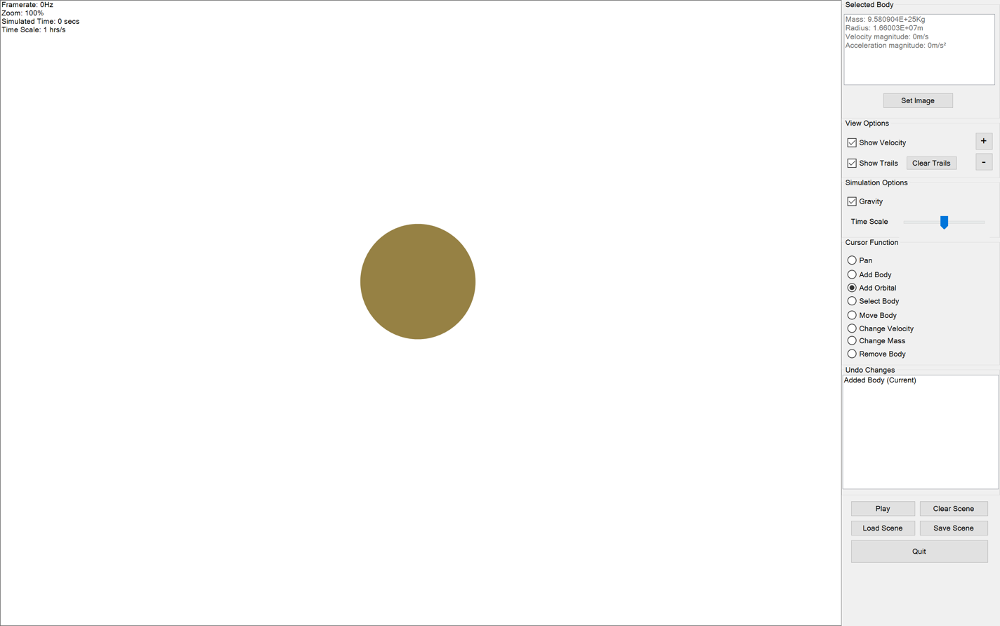 Framerate: 0Hz
Zoom: 100%
Simulated Time: 0 secs
Time Scale: 1 hrs/s
Selected Body
Mass: 9.580904E+25Kg
Radius: 1.66003E+07m
Velocity magnitude: 0m/s
Acceleration magnitude: 0m/s²
Set Image
View Options
Show Velocity
+
Show Trails
Clear Trails
-
Simulation Options
Gravity
Time Scale
Cursor Function
Pan
Add Body
Add Orbital
Select Body
Move Body
Change Velocity
Change Mass
Remove Body
Undo Changes
Added Body (Current)
Play
Clear Scene
Load Scene
Save Scene
Quit